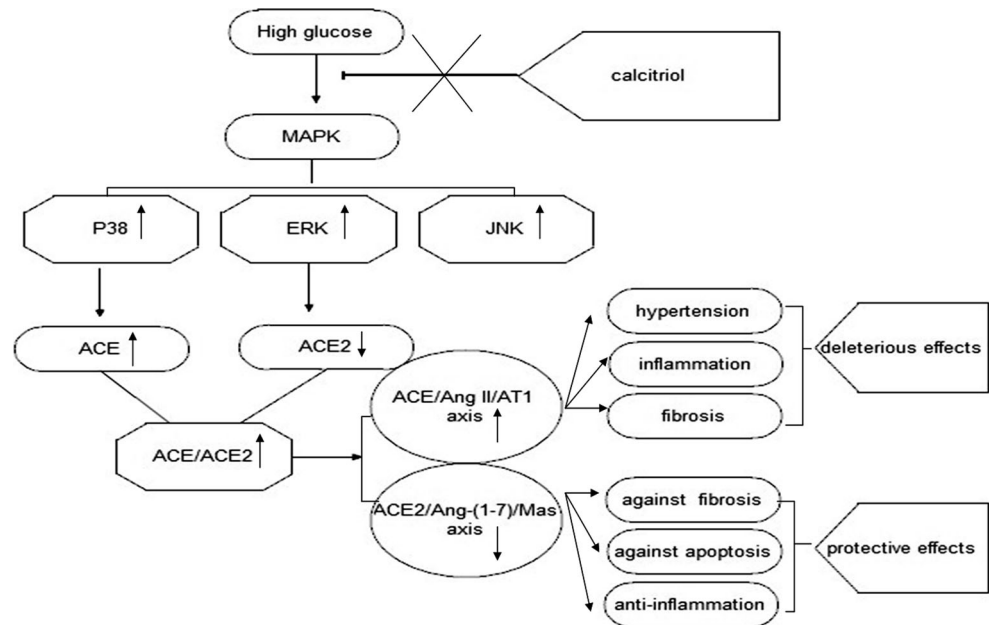 High glucose
calcitriol
MAPK
P38
ERK
JNK
ACE
ACE2
ACE/ACE2
ACE/Ang II/AT1
axis
ACE2/Ang-(1-7)/Mas
axis
hypertension
inflammation
fibrosis
deleterious effects
against fibrosis
against apoptosis
anti-inflammation
protective effects